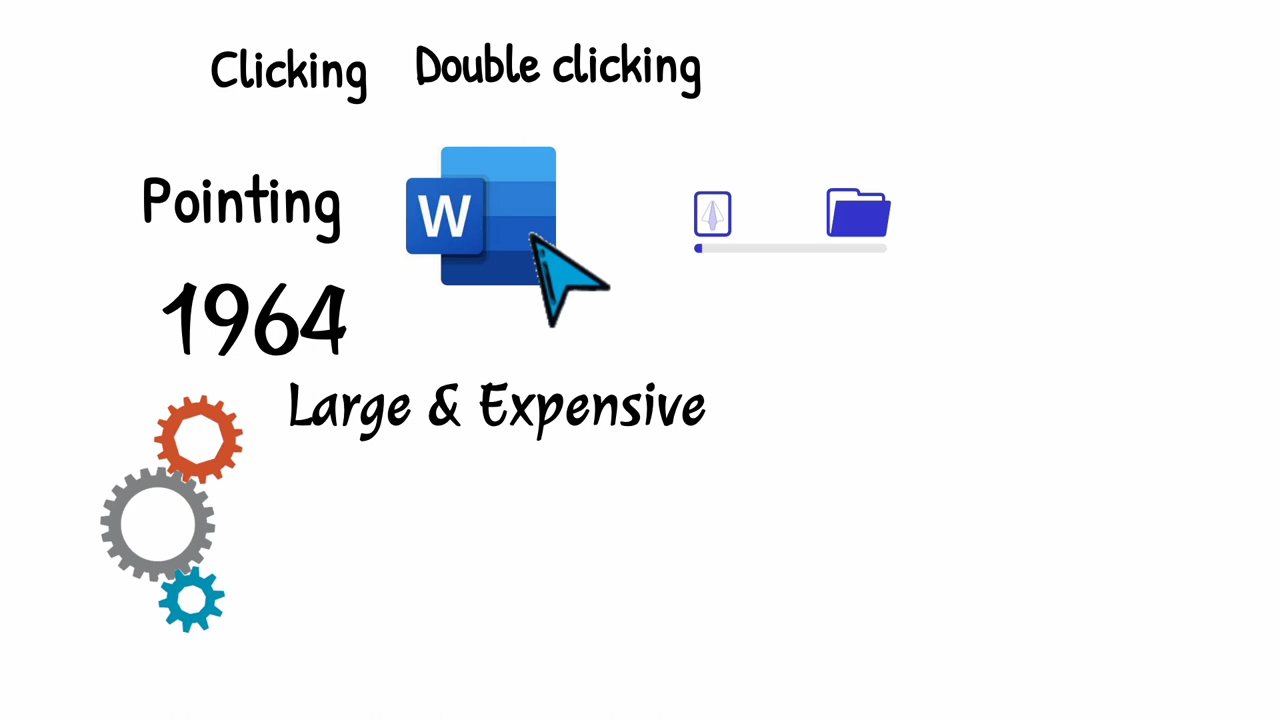 Clicking
Double clicking
Pointing
W
1964
Large & Expensive